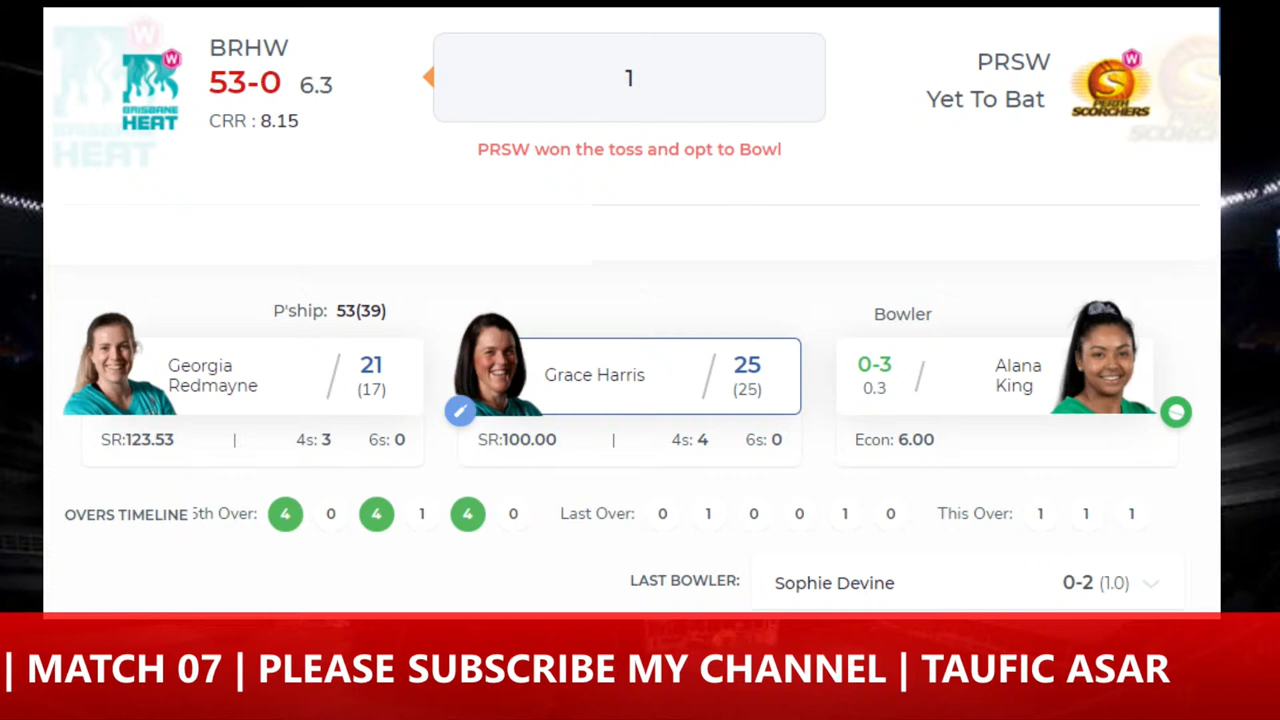 BRHW
53-0 6.3
CRR : 8.15
W
BRISBANE
HEAT
1
PRSW won the toss and opt to Bowl
PRSW
Yet To Bat
W
PERTH
SCORCHERS
P'ship: 53(39)
Georgia
Redmayne
21
(17)
SR:123.53 | 4s: 3 6s: 0
Grace Harris
25
(25)
SR:100.00 | 4s: 4 6s: 0
Bowler
0-3
0.3
Alana
King
Econ: 6.00
OVERS TIMELINE 5th Over: 4 0 4 1 4 0 Last Over: 0 1 0 0 1 0 This Over: 1 1 1
LAST BOWLER: Sophie Devine 0-2 (1.0)
| MATCH 07 | PLEASE SUBSCRIBE MY CHANNEL | TAUFIC ASAR